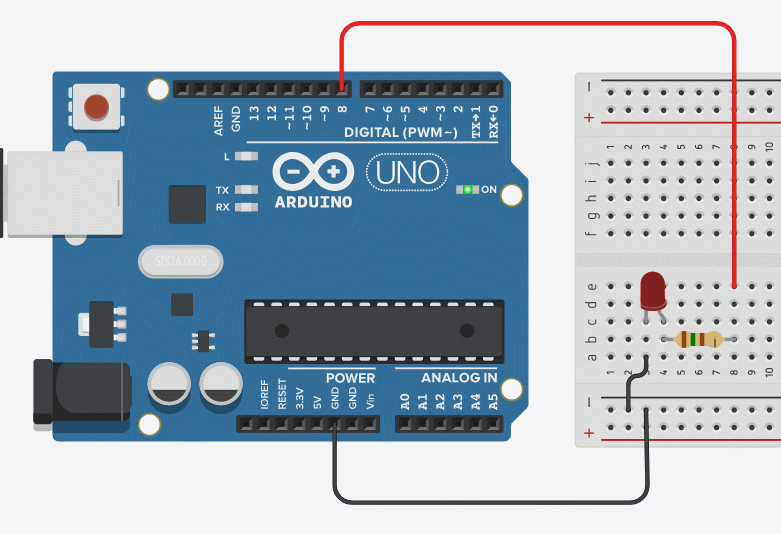 AREF
GND
13
12
~11
~10
~9
8
7
~6
~5
4
~3
2
TX→1
RX←0
DIGITAL (PWM~)
L
TX
RX
ARDUINO
UNO
ON
SPK16.000G
POWER
ANALOG IN
IOREF
RESET
3.3V
5V
GND
GND
Vin
A0
A1
A2
A3
A4
A5
− +
1 2 3 4 5 6 7 8 9 10
j
i
h
g
f
e
d
c
b
a
1 2 3 4 5 6 7 8 9 10
− +